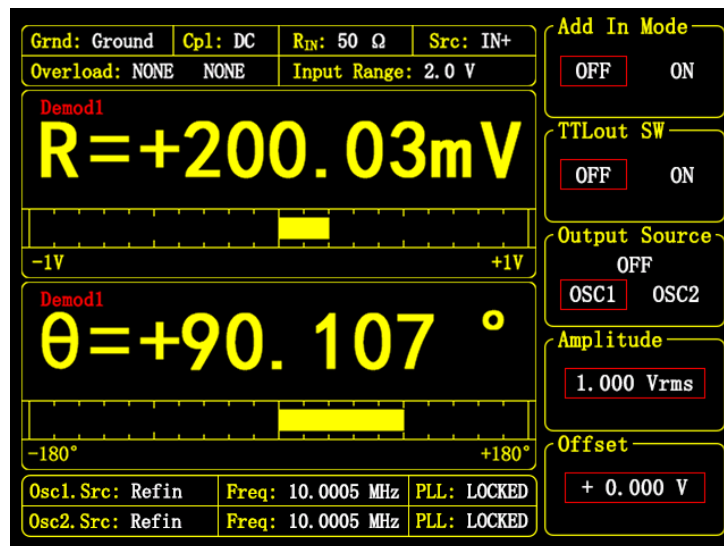 Grnd: Ground Cpl: DC R_IN: 50 Ω Src: IN+
Overload: NONE NONE Input Range: 2.0 V
Demod1
R=+200.03mV
-1V +1V
Demod1
θ=+90.107 °
-180° +180°
Osc1.Src: Refin Freq: 10.0005 MHz PLL: LOCKED
Osc2.Src: Refin Freq: 10.0005 MHz PLL: LOCKED
Add In Mode
OFF ON
TTLout SW
OFF ON
Output Source
OFF
OSC1 OSC2
Amplitude
1.000 Vrms
Offset
+ 0.000 V